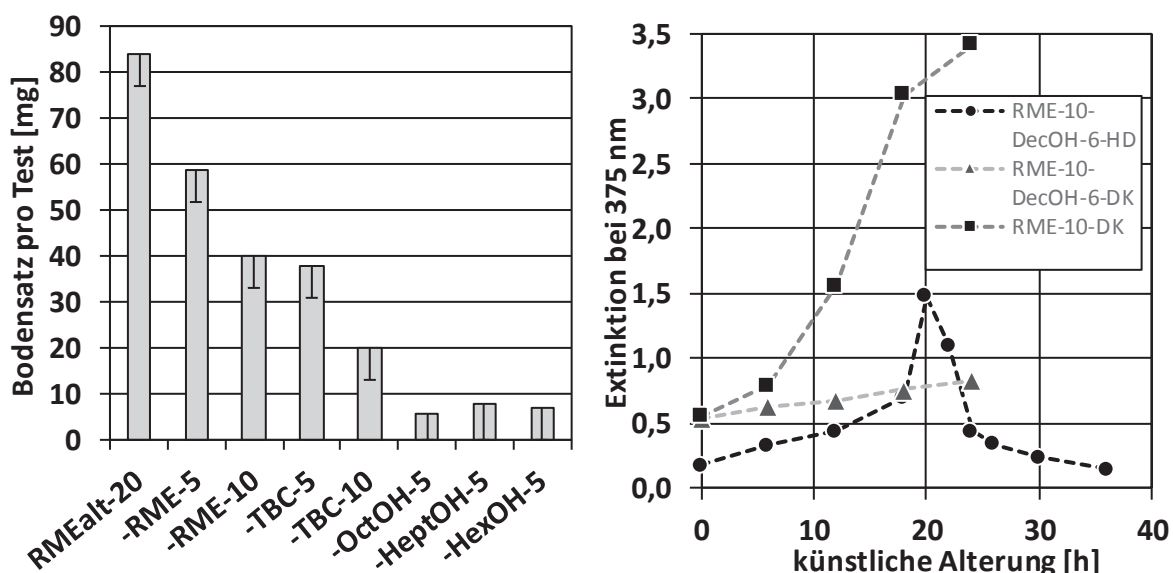 Bodensatz pro Test [mg]
90
80
70
60
50
40
30
20
10
0
RMEalt-20
-RME-5
-RME-10
-TBC-5
-TBC-10
-OctOH-5
-HeptOH-5
-HexOH-5
Extinktion bei 375 nm
3,5
3,0
2,5
2,0
1,5
1,0
0,5
0,0
RME-10-
DecOH-6-HD
RME-10-
DecOH-6-DK
RME-10-DK
0
10
20
30
40
künstliche Alterung [h]